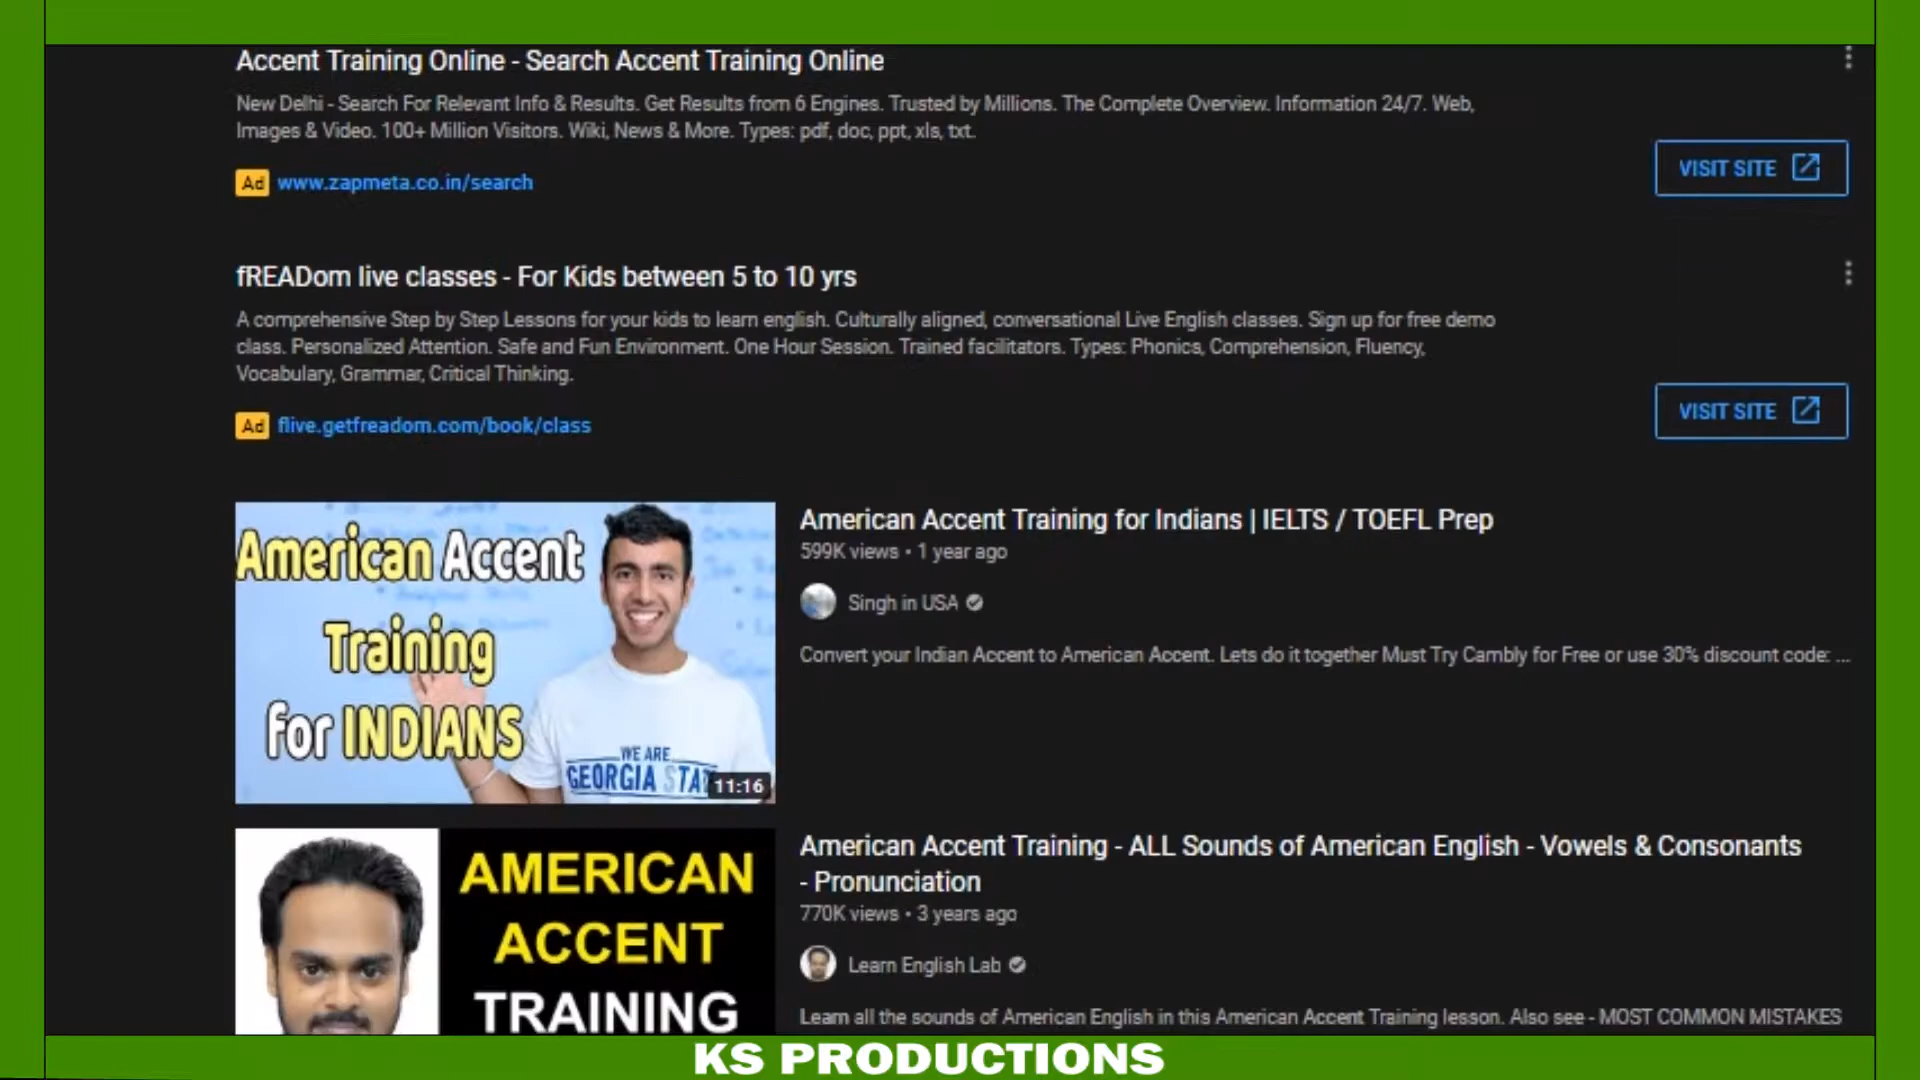 Accent Training Online - Search Accent Training Online
New Delhi - Search For Relevant Info & Results. Get Results from 6 Engines. Trusted by Millions. The Complete Overview. Information 24/7. Web,
Images & Video. 100+ Million Visitors. Wiki, News & More. Types: pdf, doc, ppt, xls, txt.
VISIT SITE
Ad www.zapmeta.co.in/search
fREADom live classes - For Kids between 5 to 10 yrs
A comprehensive Step by Step Lessons for your kids to learn english. Culturally aligned, conversational Live English classes. Sign up for free demo
class. Personalized Attention. Safe and Fun Environment. One Hour Session. Trained facilitators. Types: Phonics, Comprehension, Fluency,
Vocabulary, Grammar, Critical Thinking.
VISIT SITE
Ad flive.getfreadom.com/book/class
American Accent
Training
for INDIANS
WE ARE
GEORGIA STAT
11:16
American Accent Training for Indians | IELTS / TOEFL Prep
599K views • 1 year ago
Singh in USA
Convert your Indian Accent to American Accent. Lets do it together Must Try Cambly for Free or use 30% discount code: ...
AMERICAN
ACCENT
TRAINING
American Accent Training - ALL Sounds of American English - Vowels & Consonants
- Pronunciation
770K views • 3 years ago
Learn English Lab
Learn all the sounds of American English in this American Accent Training lesson. Also see - MOST COMMON MISTAKES
KS PRODUCTIONS